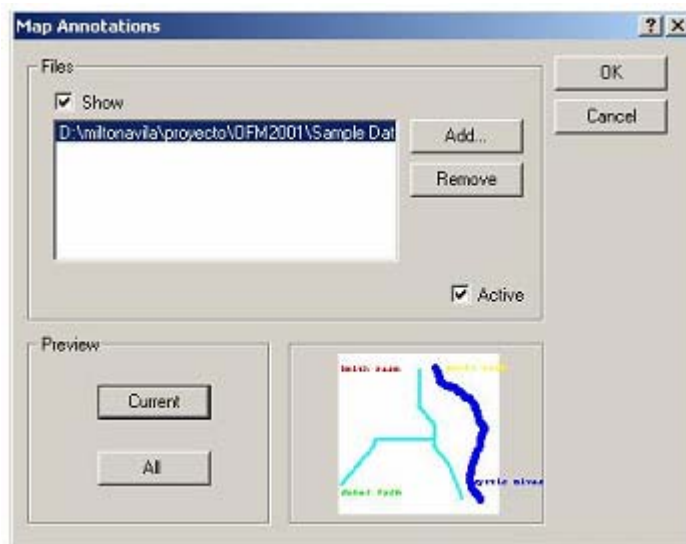 Map Annotations
Files
Show
D:\miltonavila\proyecto\OFM2001\Sample Dat
Add...
Remove
Active
OK
Cancel
Preview
Current
All